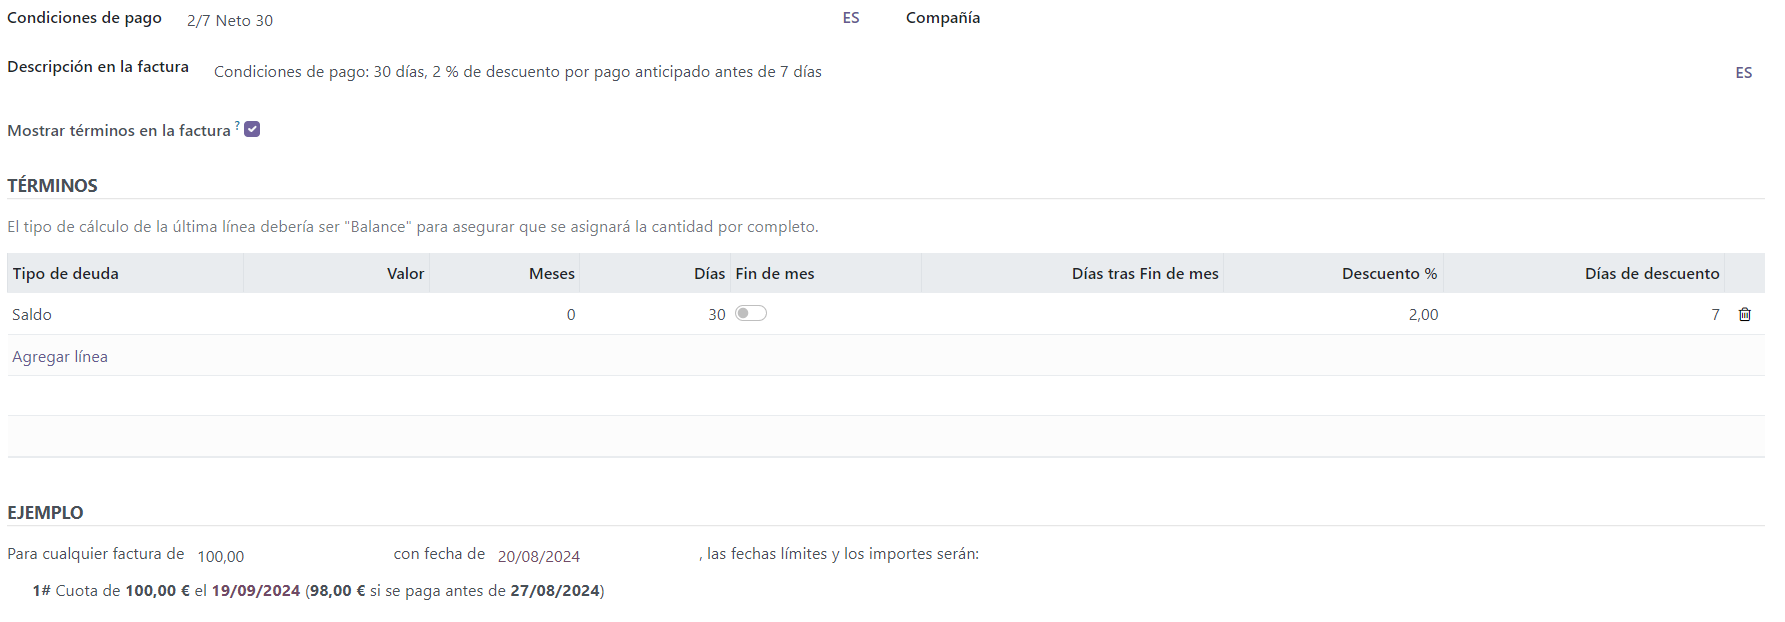 Condiciones de pago 2/7 Neto 30 ES Compañía
Descripción en la factura Condiciones de pago: 30 días, 2 % de descuento por pago anticipado antes de 7 días ES
Mostrar términos en la factura ?
TÉRMINOS
El tipo de cálculo de la última línea debería ser "Balance" para asegurar que se asignará la cantidad por completo.
Tipo de deuda Valor Meses Días Fin de mes Días tras Fin de mes Descuento % Días de descuento
Saldo 0 30 2,00 7
Agregar línea
EJEMPLO
Para cualquier factura de 100,00 con fecha de 20/08/2024 , las fechas límites y los importes serán:
1# Cuota de 100,00 € el 19/09/2024 (98,00 € si se paga antes de 27/08/2024)